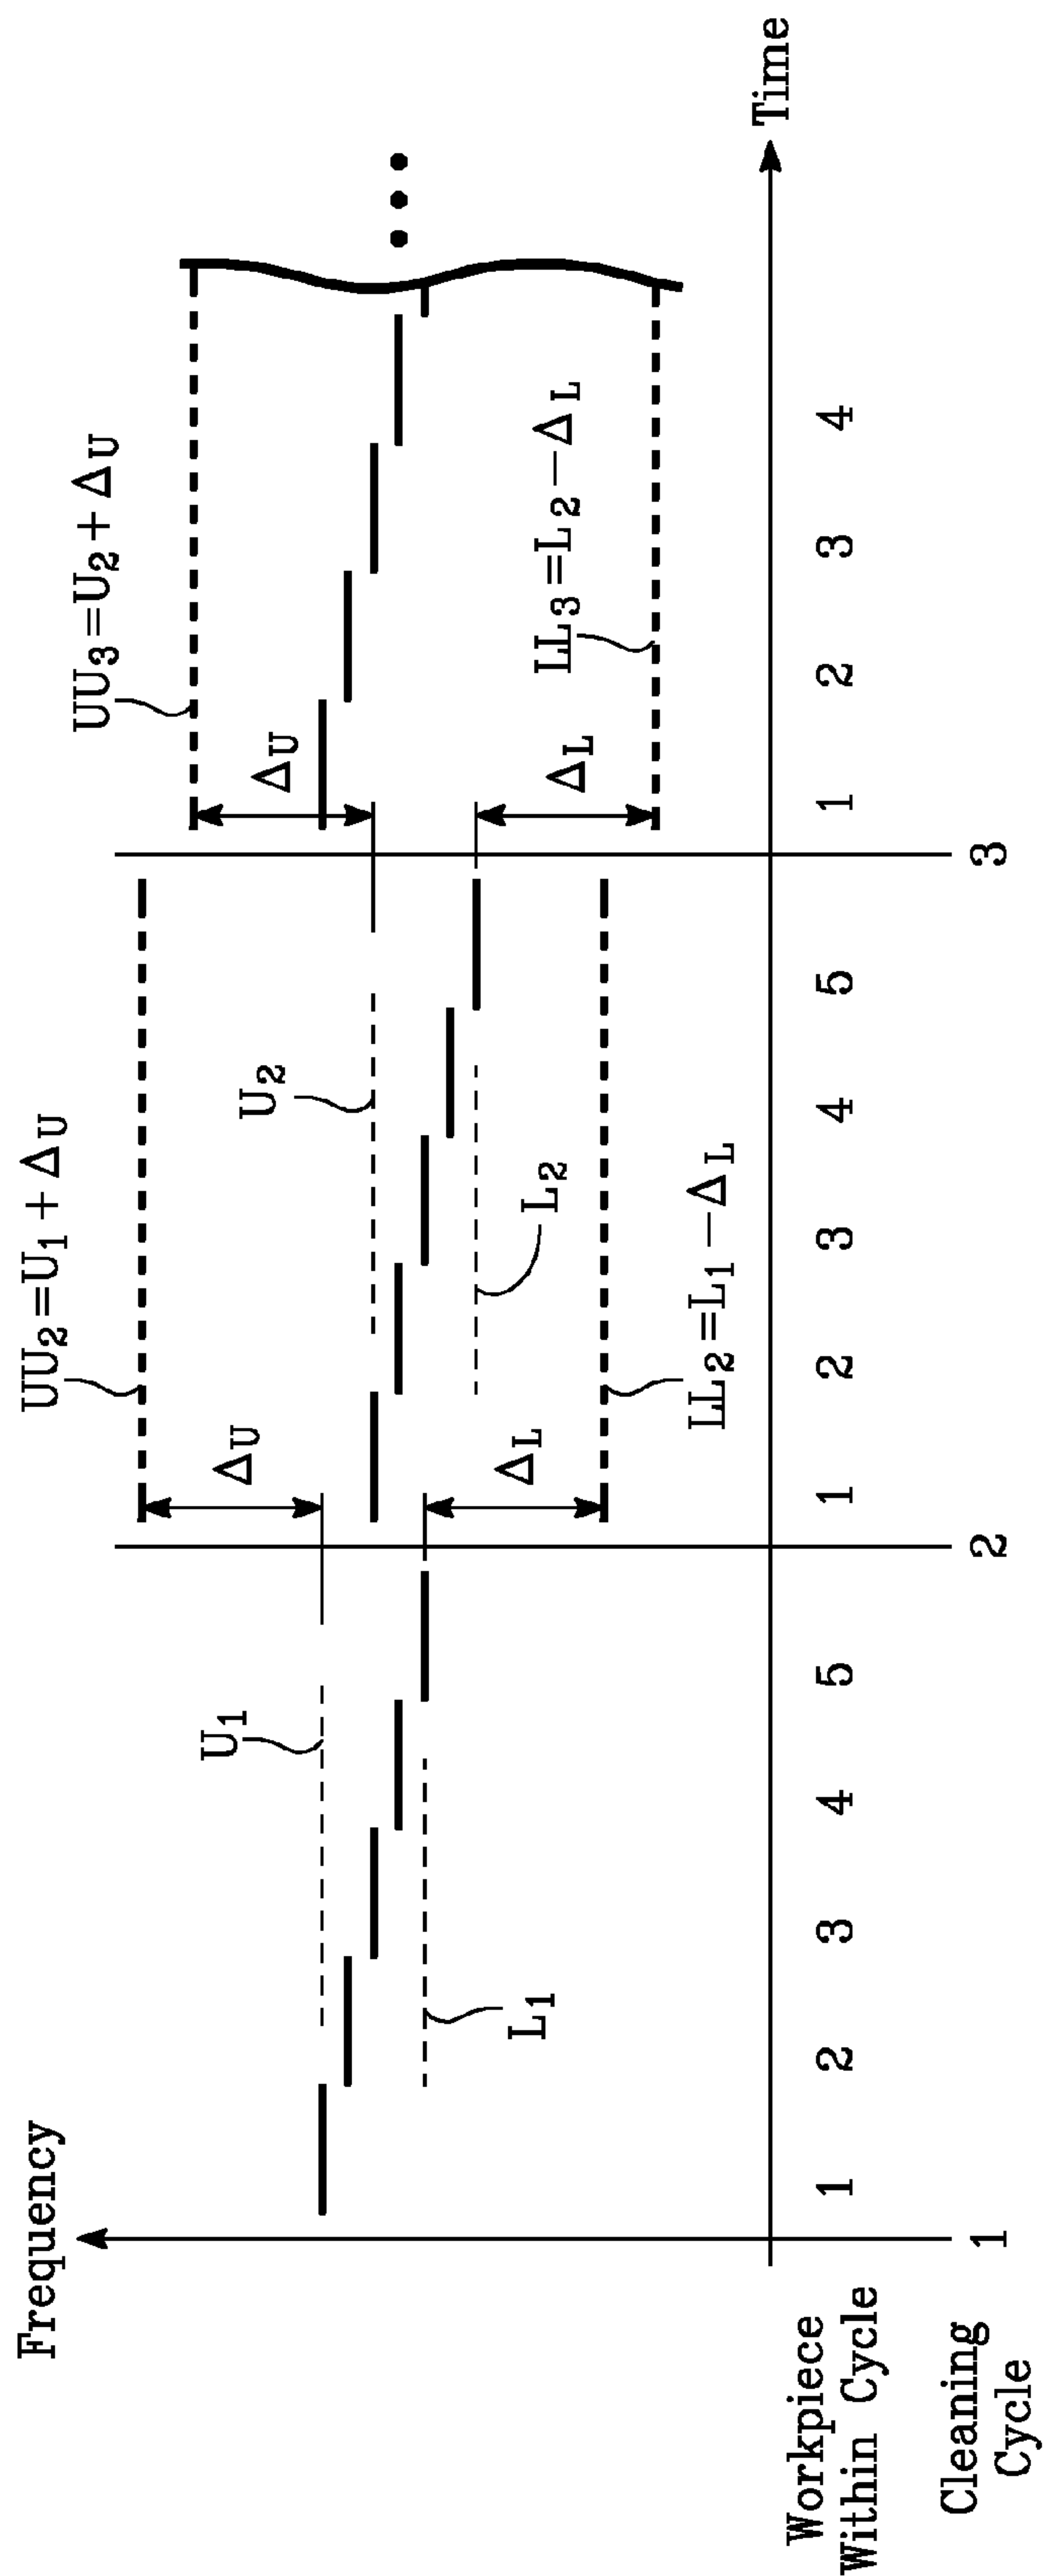 Frequency
UU₂=U₁+ΔU
UU₃=U₂+ΔU
ΔU
ΔU
U₁
U₂
L₁
L₂
ΔL
ΔL
LL₂=L₁−ΔL
LL₃=L₂−ΔL
•••
Time
Workpiece
Within Cycle
1 2 3 4 5 1 2 3 4 5 1 2 3 4
Cleaning
Cycle
1 2 3